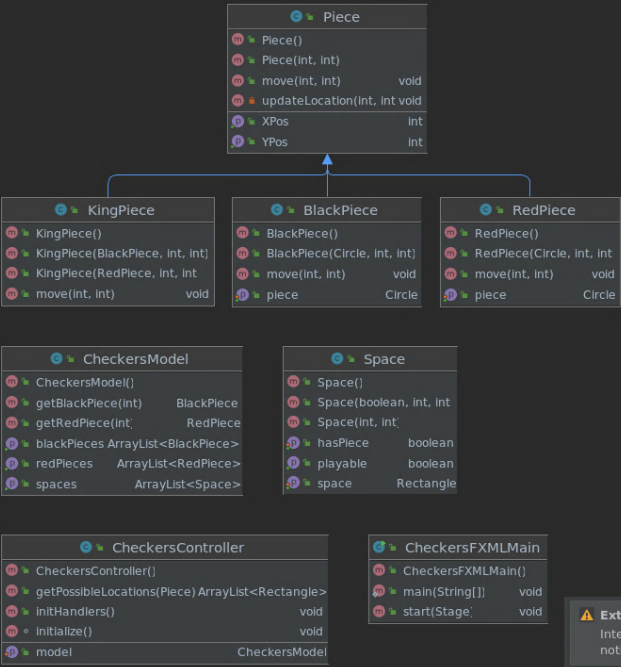 Piece
Piece()
Piece(int, int)
move(int, int) void
updateLocation(int, int void
XPos int
YPos int
KingPiece
KingPiece()
KingPiece(BlackPiece, int, int)
KingPiece(RedPiece, int, int
move(int, int) void
BlackPiece
BlackPiece()
BlackPiece(Circle, int, int)
move(int, int) void
piece Circle
RedPiece
RedPiece()
RedPiece(Circle, int, int
move(int, int) void
piece Circle
CheckersModel
CheckersModel()
getBlackPiece(int) BlackPiece
getRedPiece(int) RedPiece
blackPieces ArrayList<BlackPiece>
redPieces ArrayList<RedPiece>
spaces ArrayList<Space>
Space
Space()
Space(boolean, int, int
Space(int, int)
hasPiece boolean
playable boolean
space Rectangle
CheckersController
CheckersController()
getPossibleLocations(Piece) ArrayList<Rectangle>
initHandlers() void
initialize() void
model CheckersModel
CheckersFXMLMain
CheckersFXMLMain()
main(String[]) void
start(Stage) void
Ext
Inte
not